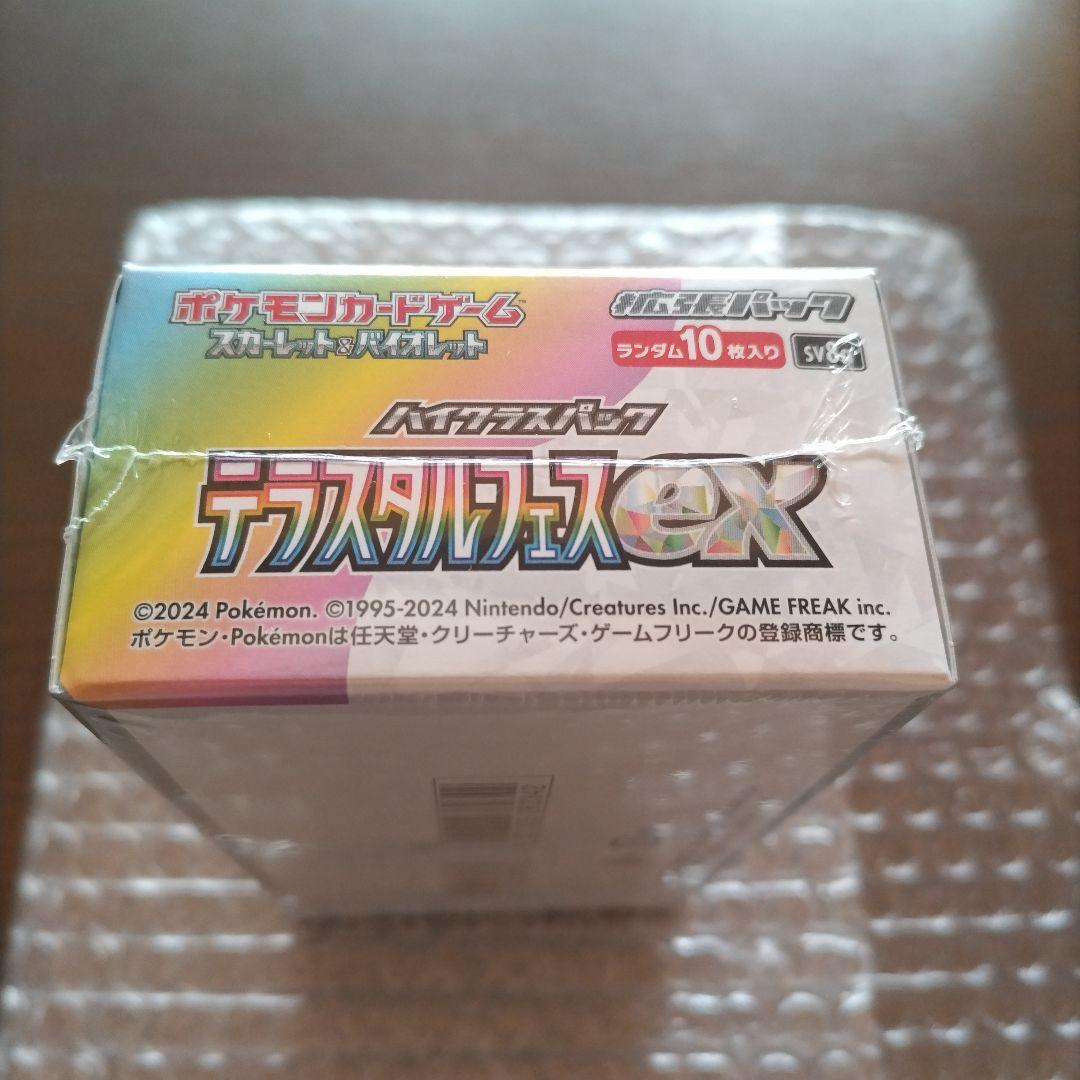 ポケモンカードゲーム™
スカーレット&バイオレット
拡張パック
ランダム10枚入り
ハイクラスパック
テラスタルフェスex
©2024 Pokémon. ©1995-2024 Nintendo/Creatures Inc./GAME FREAK inc.
ポケモン・Pokémonは任天堂・クリーチャーズ・ゲームフリークの登録商標です。